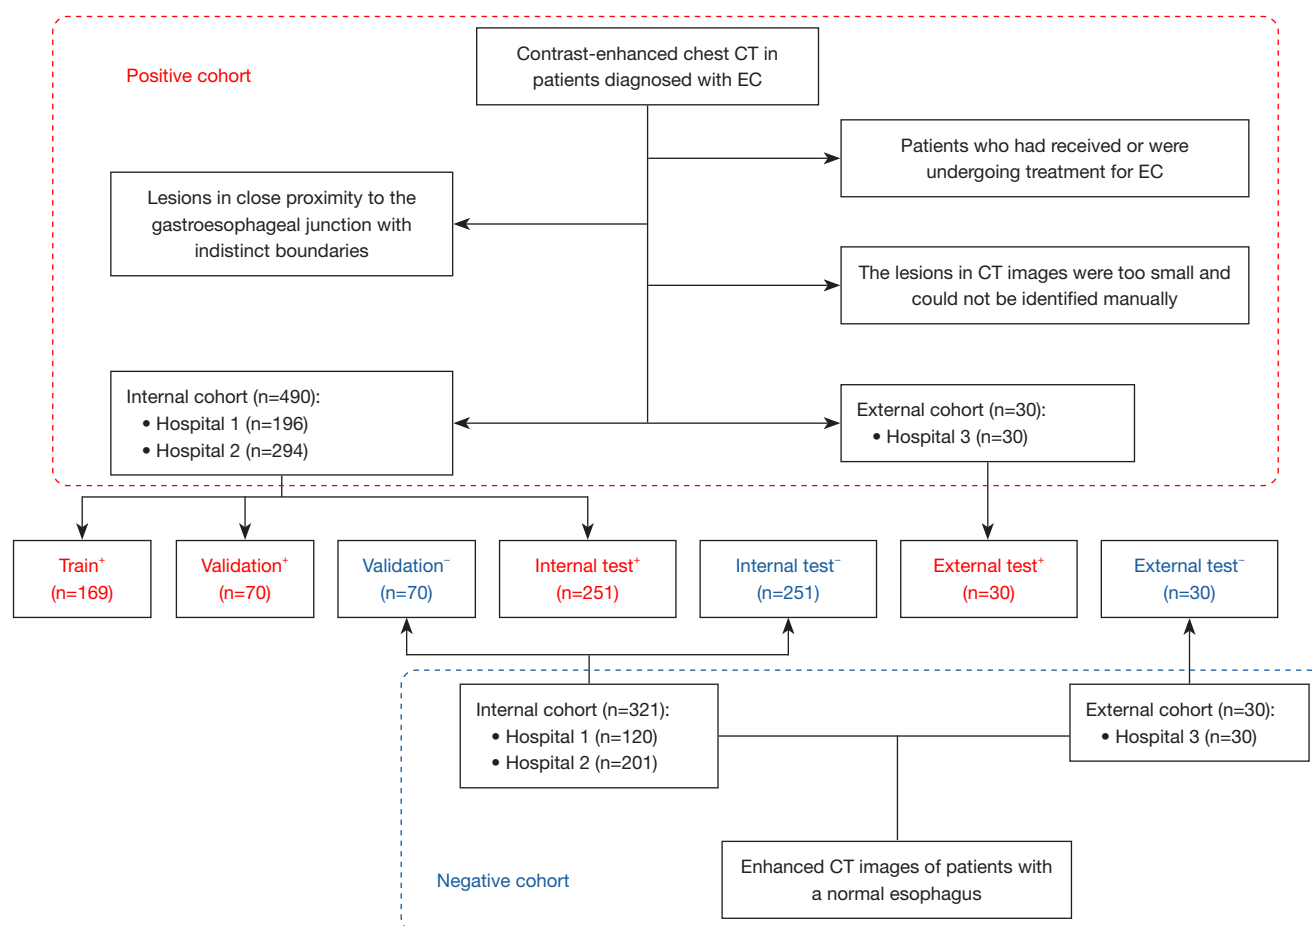 Positive cohort
Contrast-enhanced chest CT in
patients diagnosed with EC
Patients who had received or were
undergoing treatment for EC
Lesions in close proximity to the
gastroesophageal junction with
indistinct boundaries
The lesions in CT images were too small and
could not be identified manually
Internal cohort (n=490):
• Hospital 1 (n=196)
• Hospital 2 (n=294)
External cohort (n=30):
• Hospital 3 (n=30)
Train⁺
(n=169)
Validation⁺
(n=70)
Validation⁻
(n=70)
Internal test⁺
(n=251)
Internal test⁻
(n=251)
External test⁺
(n=30)
External test⁻
(n=30)
Internal cohort (n=321):
• Hospital 1 (n=120)
• Hospital 2 (n=201)
External cohort (n=30):
• Hospital 3 (n=30)
Enhanced CT images of patients with
a normal esophagus
Negative cohort